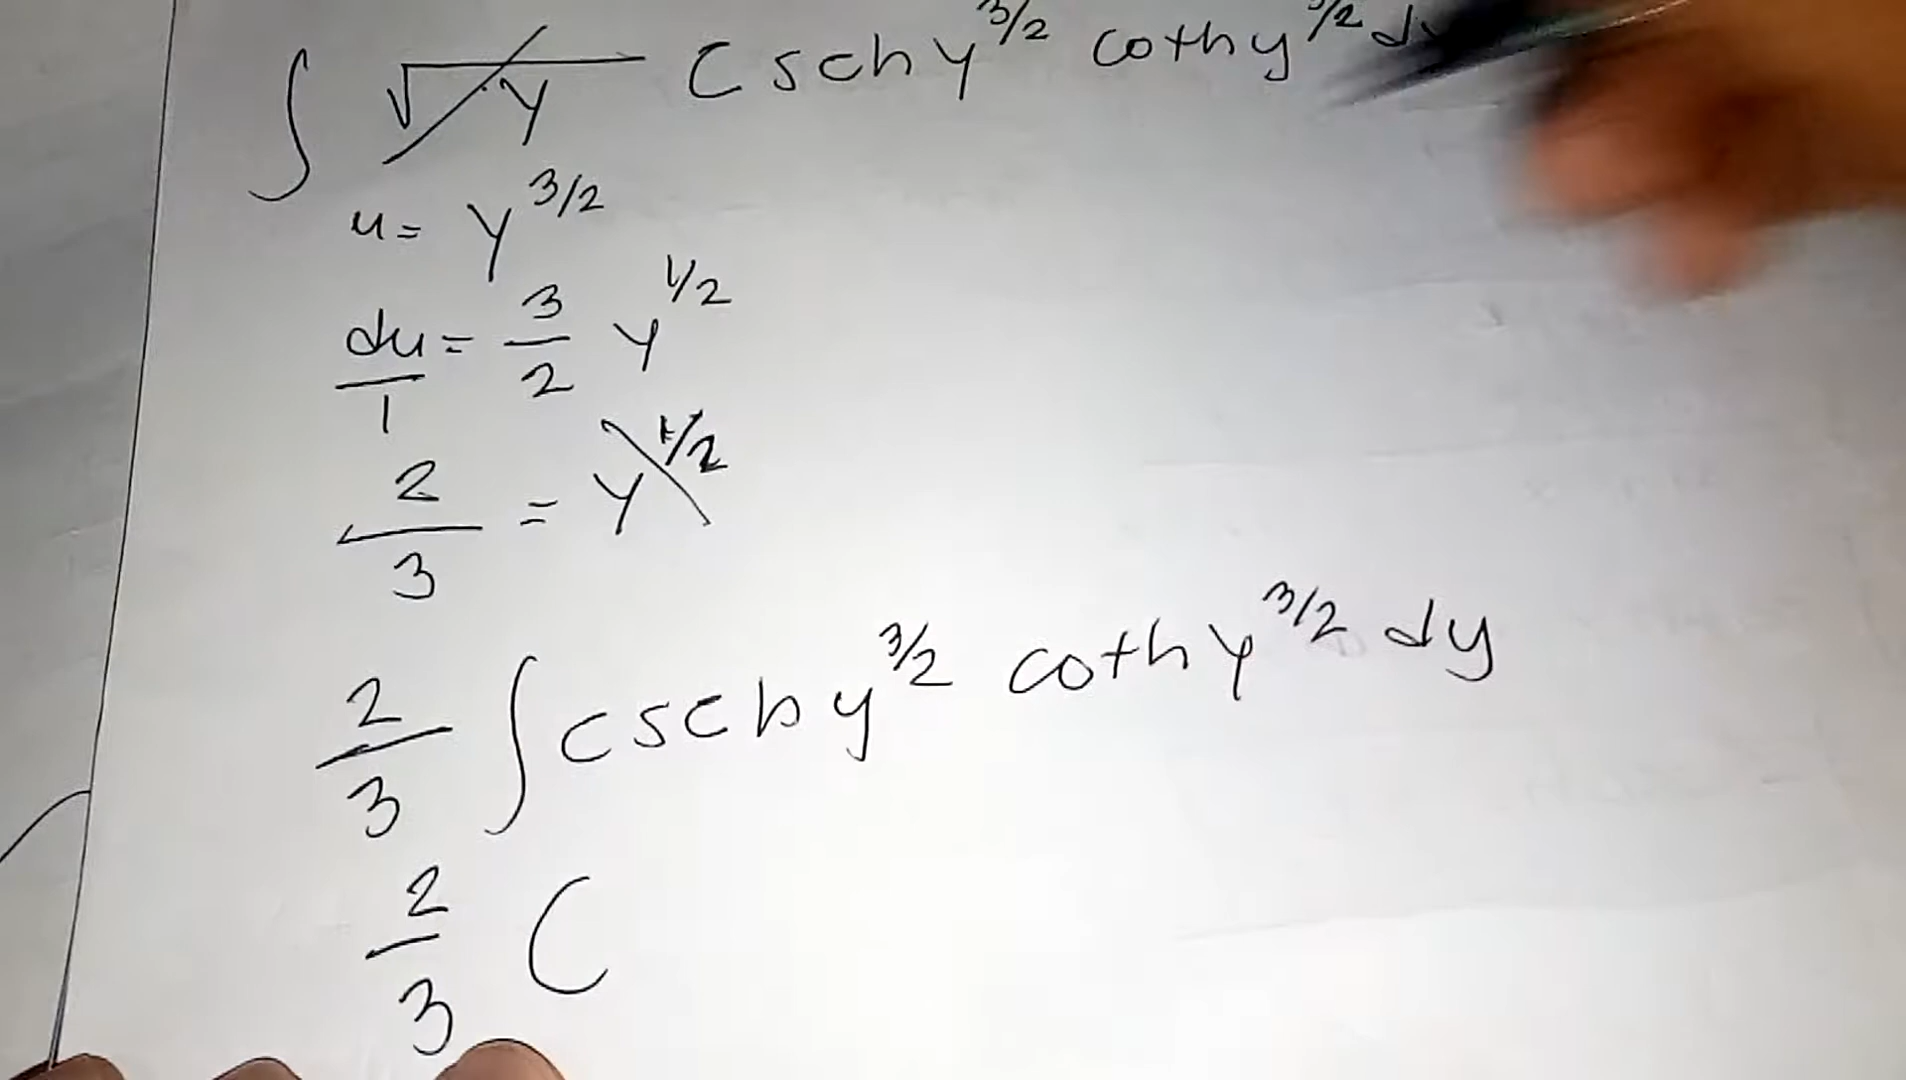 ∫ √y csch y^3/2 coth y^3/2 dy
u = y^3/2
du/1 = 3/2 y^1/2
2/3 = y^1/2
2/3 ∫ csch y^3/2 coth y^3/2 dy
2/3 (